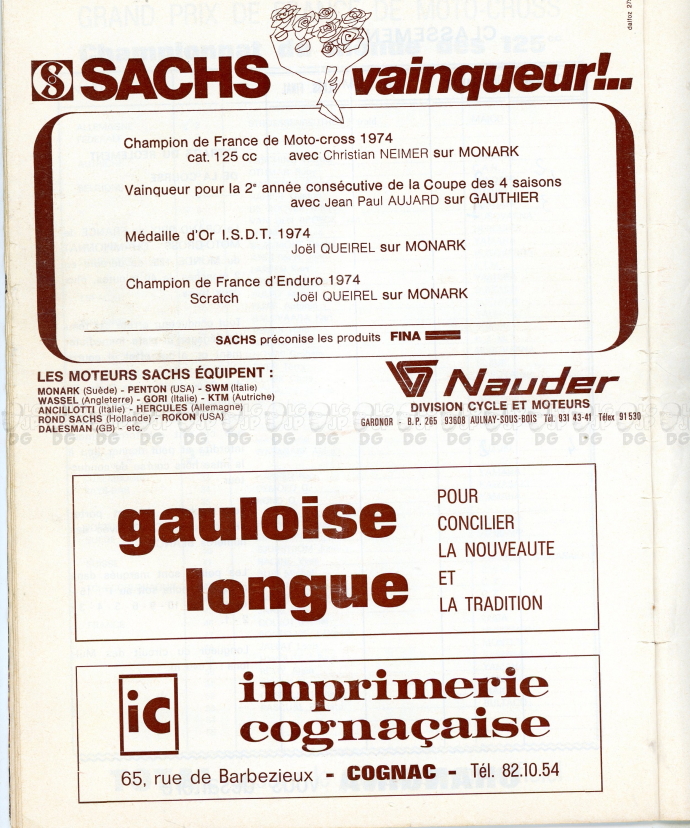 SACHS vainqueur!...
Champion de France de Moto-cross 1974
cat. 125 cc avec Christian NEIMER sur MONARK
Vainqueur pour la 2e année consécutive de la Coupe des 4 saisons
avec Jean Paul AUJARD sur GAUTHIER
Médaille d'Or I.S.D.T. 1974
Joël QUEIREL sur MONARK
Champion de France d'Enduro 1974
Scratch Joël QUEIREL sur MONARK
SACHS préconise les produits FINA
LES MOTEURS SACHS ÉQUIPENT :
MONARK (Suède) - PENTON (USA) - SWM (Italie)
WASSEL (Angleterre) - GORI (Italie) - KTM (Autriche)
ANCILLOTTI (Italie) - HERCULES (Allemagne)
ROND SACHS (Hollande) - ROKON (USA)
DALESMAN (GB) - etc.
Nauder
DIVISION CYCLE ET MOTEURS
GARONOR - B.P. 265 93608 AULNAY-SOUS-BOIS Tél. 931 43-41 Télex 91 530
gauloise
longue
POUR
CONCILIER
LA NOUVEAUTE
ET
LA TRADITION
ic
imprimerie
cognaçaise
65, rue de Barbezieux - COGNAC - Tél. 82.10.54